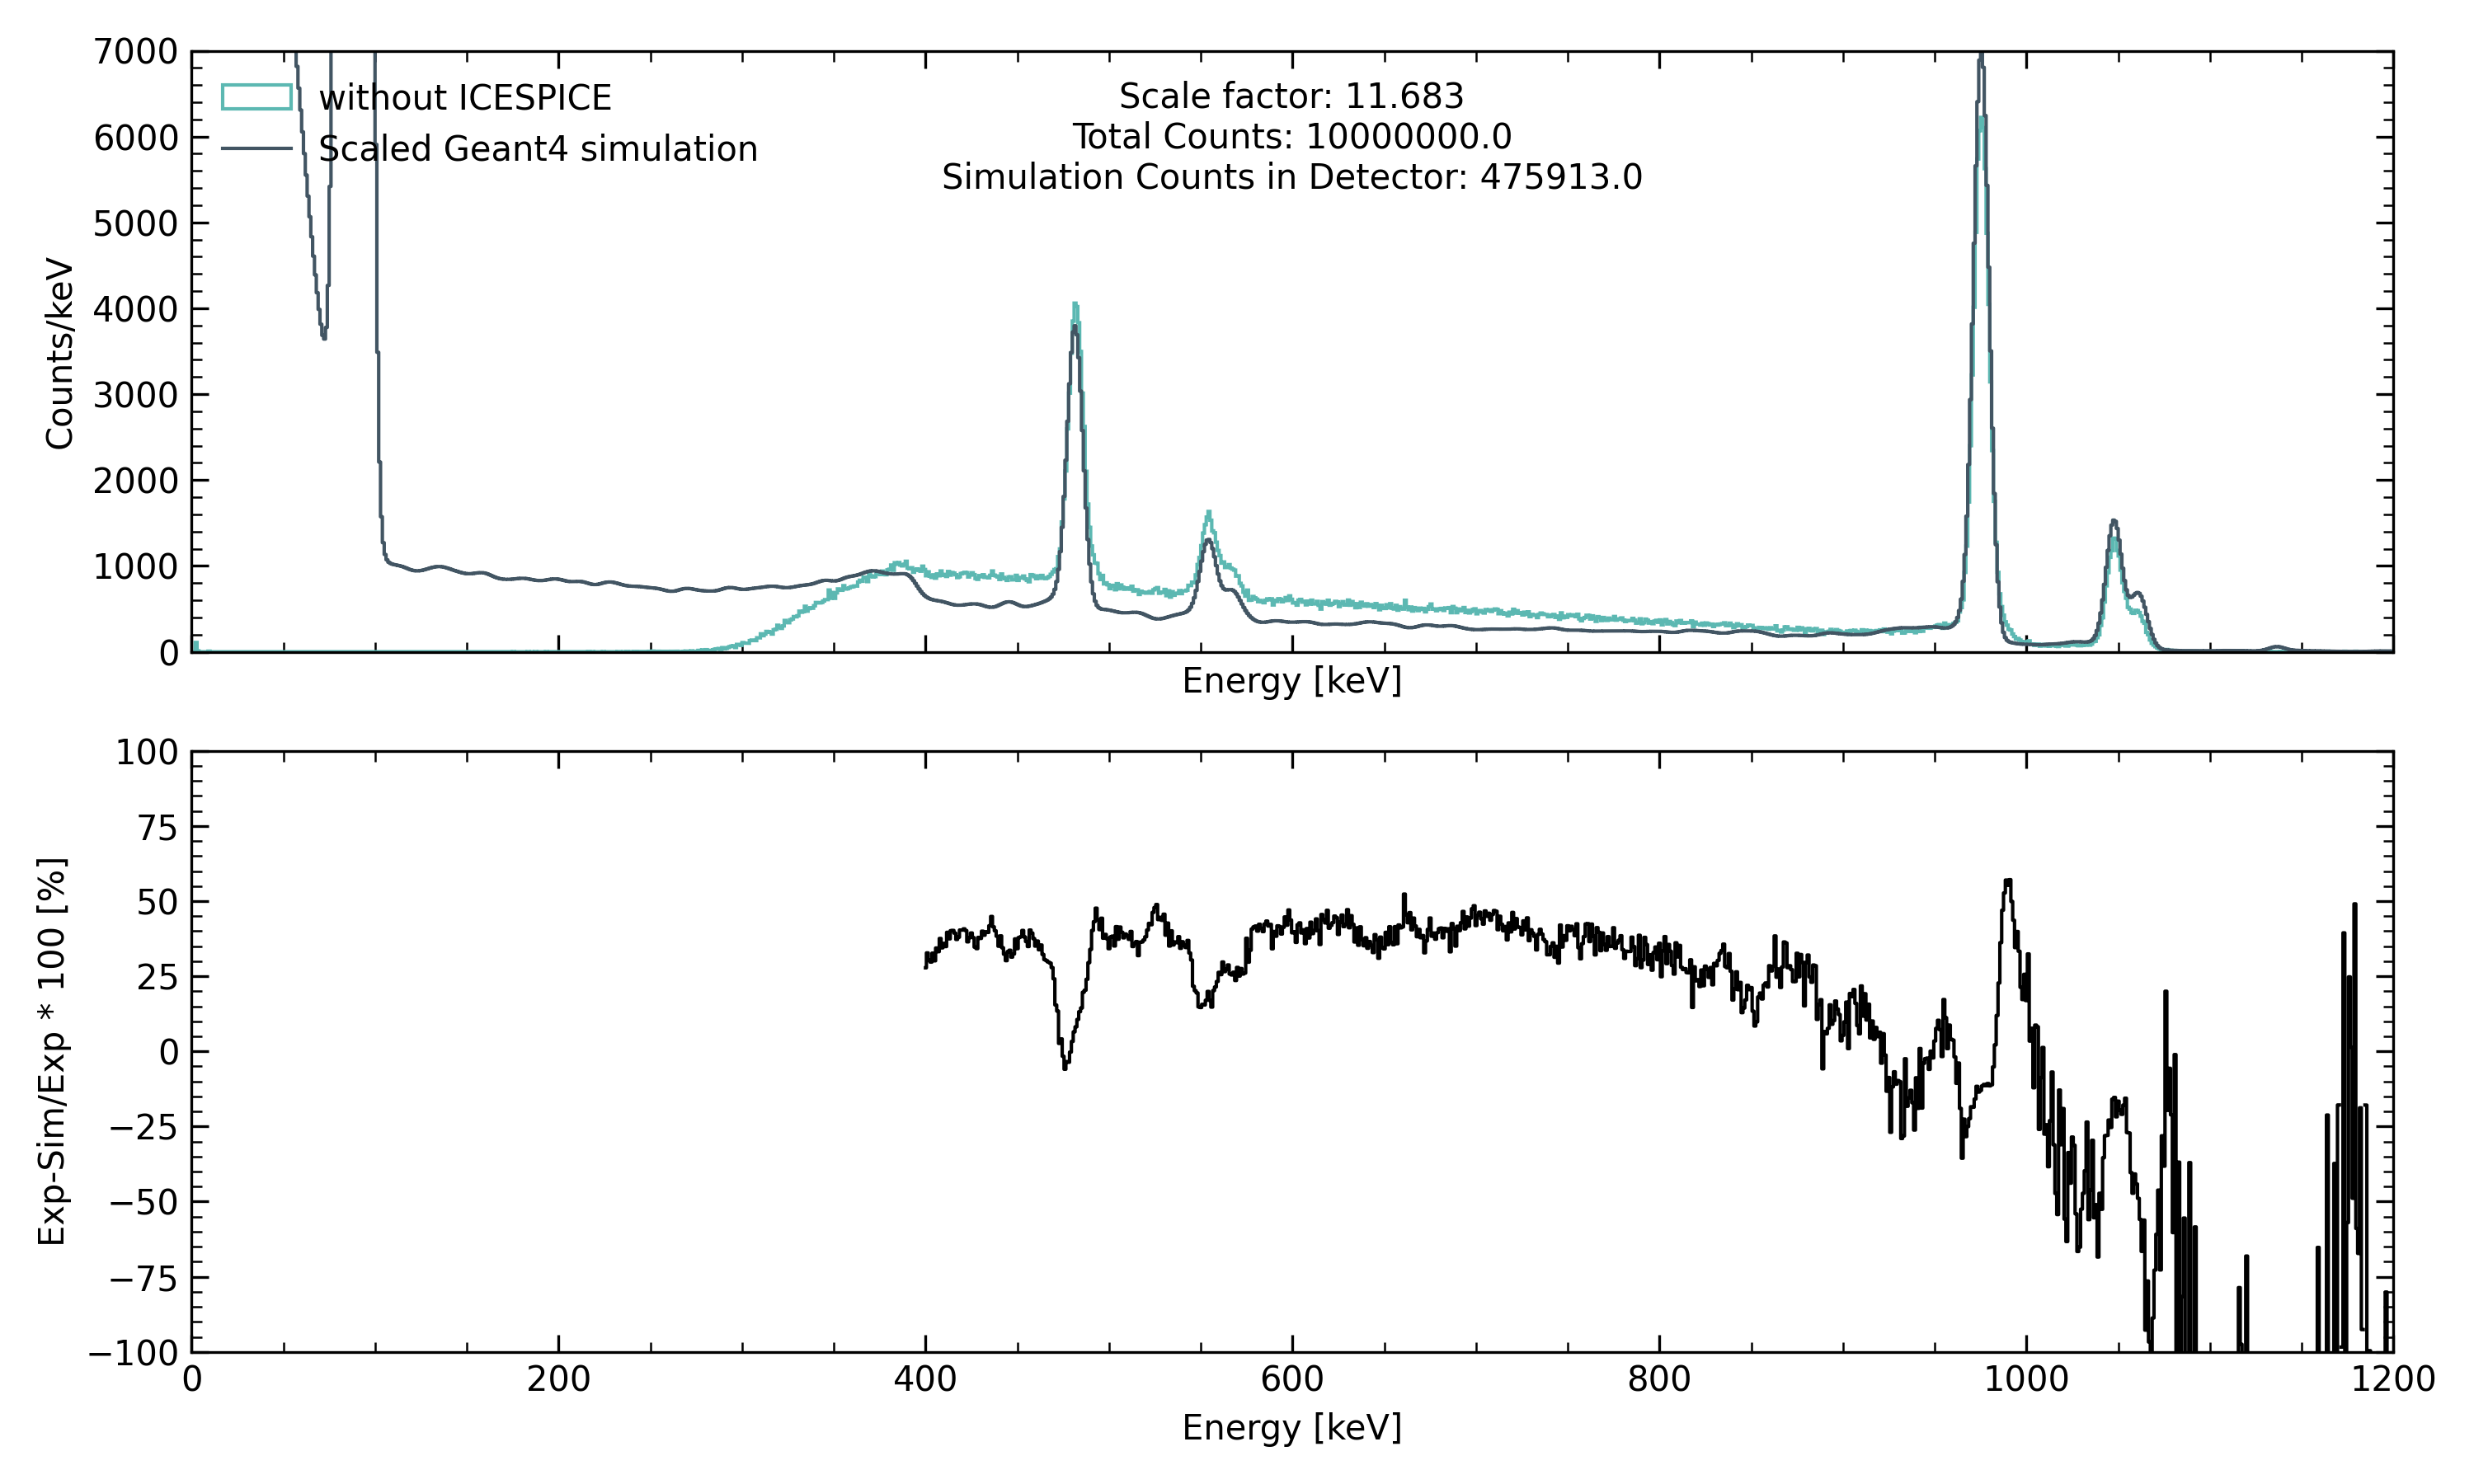 7000
6000
5000
4000
3000
2000
1000
0
Counts/keV
without ICESPICE
Scaled Geant4 simulation
Scale factor: 11.683
Total Counts: 10000000.0
Simulation Counts in Detector: 475913.0
Energy [keV]
100
75
50
25
0
−25
−50
−75
−100
Exp-Sim/Exp * 100 [%]
0 200 400 600 800 1000 1200
Energy [keV]